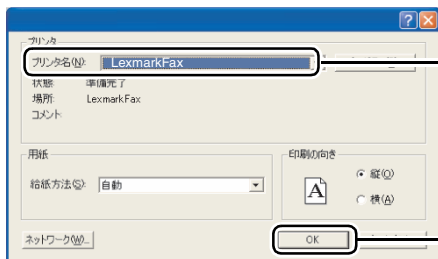 プリンタ
プリンタ名(N): LexmarkFax
状態: 準備完了
場所: LexmarkFax
コメント:
用紙
給紙方法(S): 自動
印刷の向き
A
縦(O)
横(A)
ネットワーク(W)...
OK